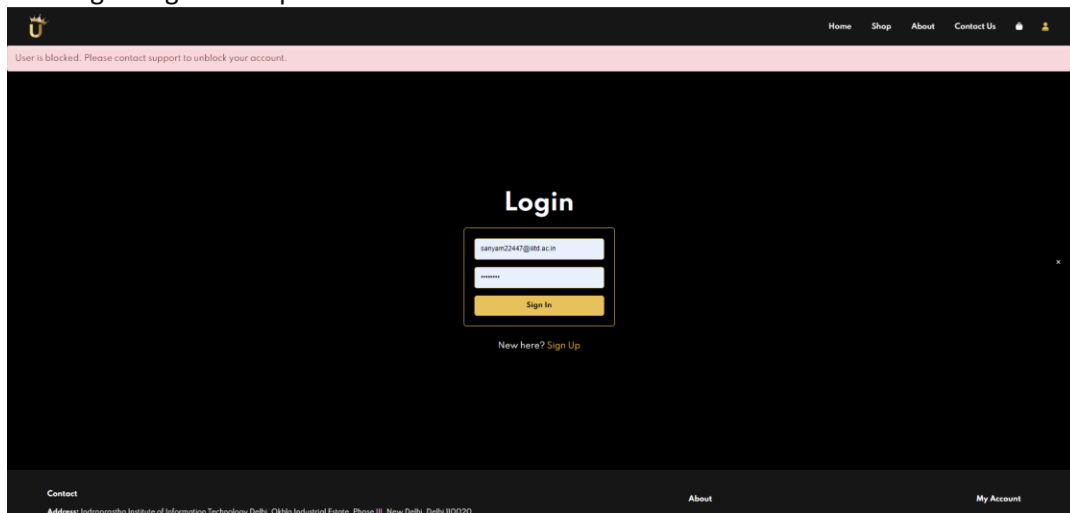 Ü
Home Shop About Contact Us
User is blocked. Please contact support to unblock your account.
Login
sanyam22447@iiitd.ac.in
Sign In
New here? Sign Up
Contact
About
My Account
Address: Indraprastha Institute of Information Technology Delhi, Okhla Industrial Estate, Phase III, New Delhi, Delhi 110020